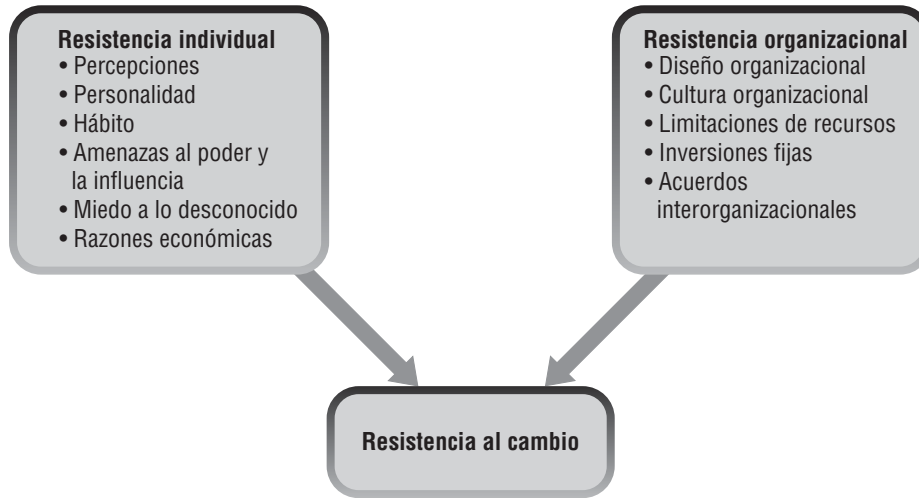 Resistencia individual
• Percepciones
• Personalidad
• Hábito
• Amenazas al poder y
la influencia
• Miedo a lo desconocido
• Razones económicas
Resistencia organizacional
• Diseño organizacional
• Cultura organizacional
• Limitaciones de recursos
• Inversiones fijas
• Acuerdos
interorganizacionales
Resistencia al cambio